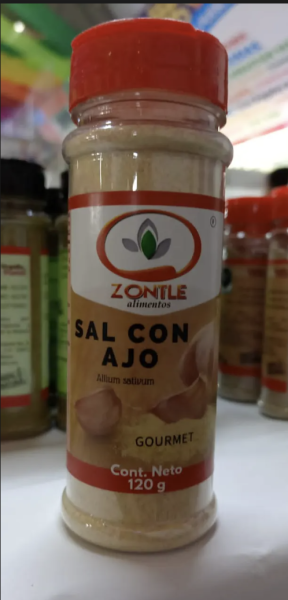 ZONTLE
alimentos
SAL CON
AJO
Allium sativum
GOURMET
Cont. Neto
120 g